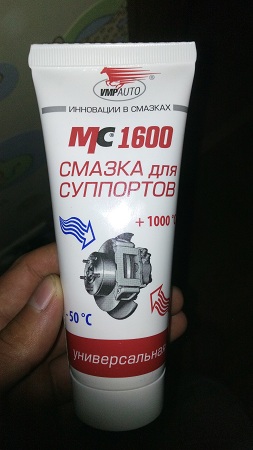 VMPAUTO
ИННОВАЦИИ В СМАЗКАХ
МС 1600
СМАЗКА для
СУППОРТОВ
+ 1000 °C
- 50 °C
универсальная